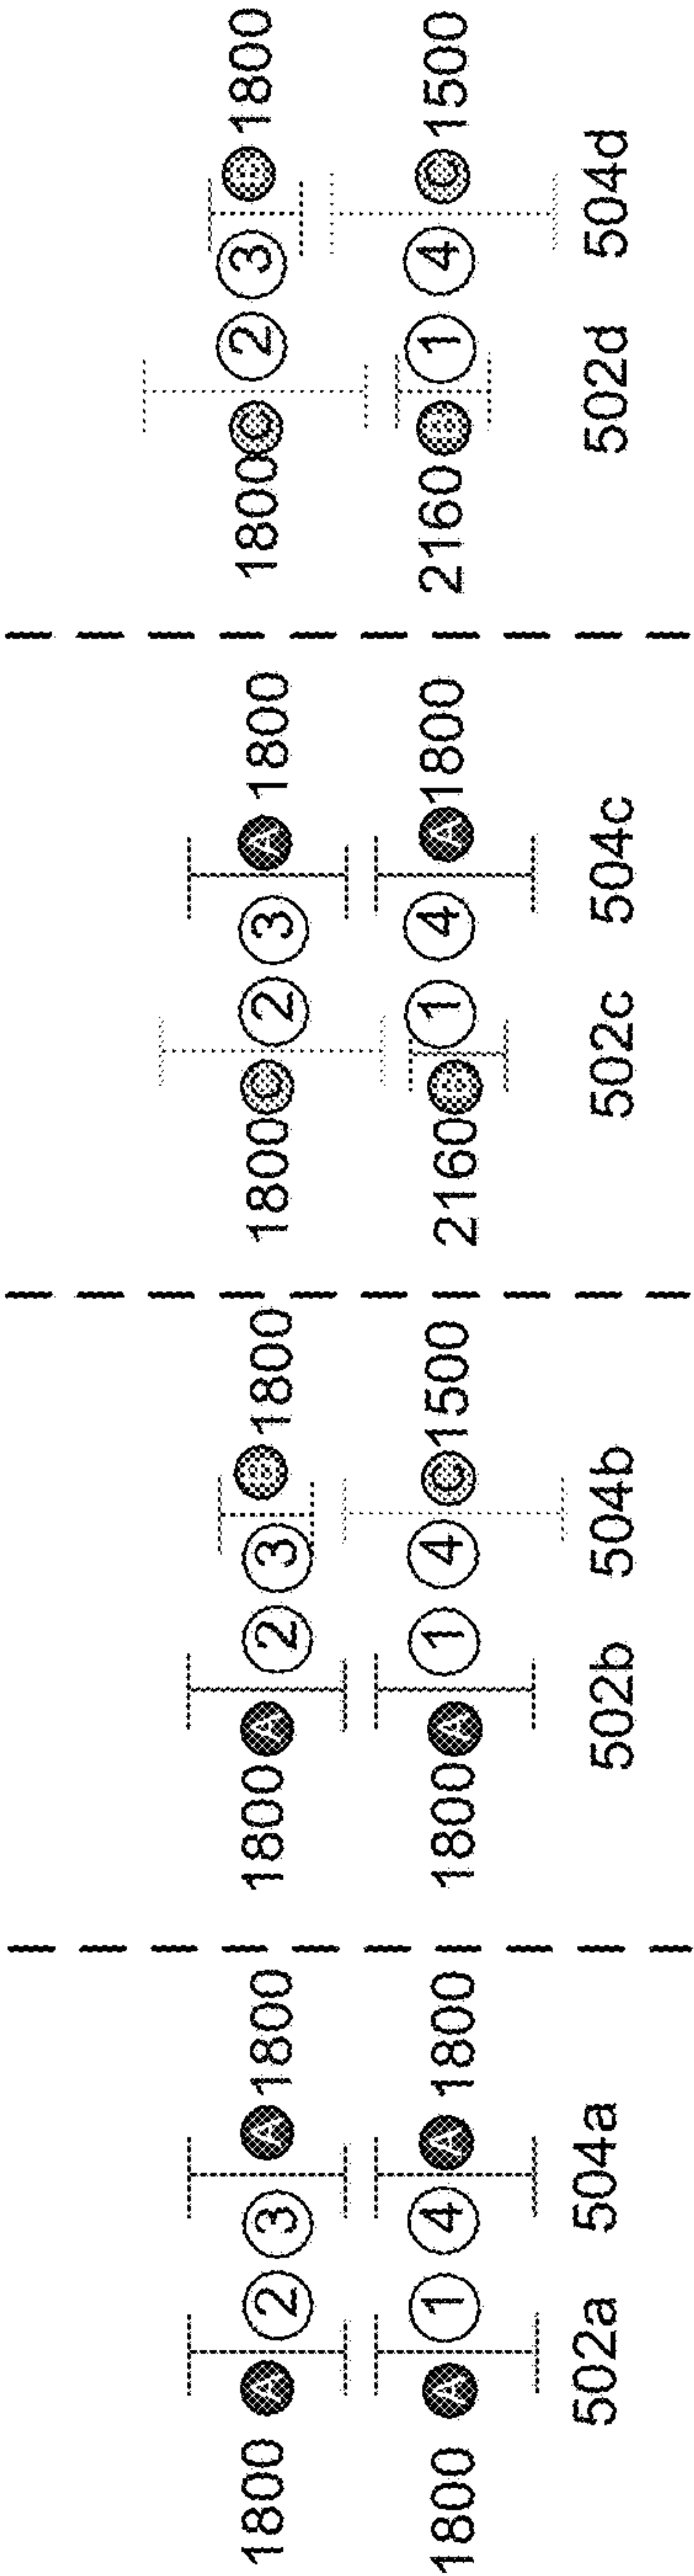 1800 A 2 3 A 1800
1800 A 1 4 A 1800
502a 504a
1800 A 2 3 1800
1800 A 1 4 C 1500
502b 504b
1800 C 2 3 A 1800
2160 1 4 A 1800
502c 504c
1800 C 2 3 1800
2160 1 4 C 1500
502d 504d